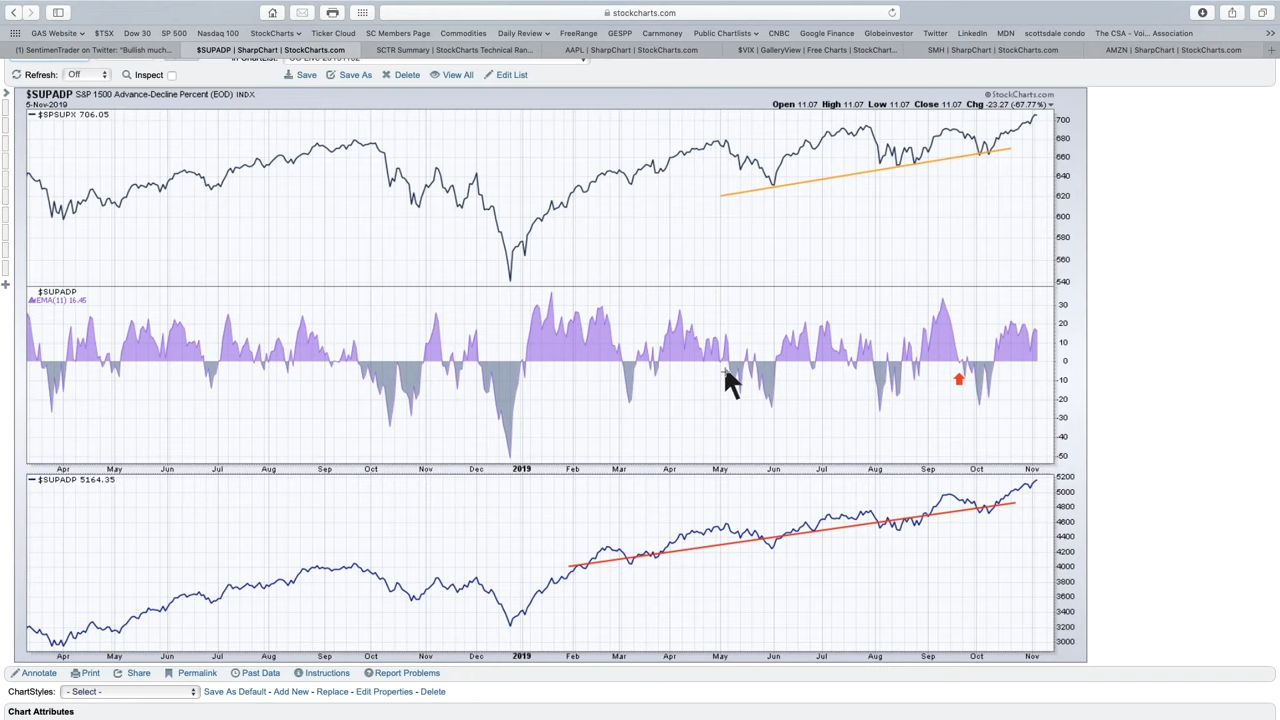 stockcharts.com
GAS Website $TSX Dow 30 SP 500 Nasdaq 100 StockCharts Ticker Cloud SC Members Page Commodities Daily Review FreeRange GESPP Carnmoney Public Chartlists CNBC Google Finance Globeinvestor Twitter LinkedIn MDN scottsdale condo The CSA - Voi... Association
(1) SentimenTrader on Twitter: "Bullish much... $SUPADP | SharpChart | StockCharts.com SCTR Summary | StockCharts Technical Ran... AAPL | SharpChart | StockCharts.com $VIX | GalleryView | Free Charts | StockChart... SMH | SharpChart | StockCharts.com AMZN | SharpChart | StockCharts.com
Refresh: Off Inspect Save Save As Delete View All Edit List
$SUPADP S&P 1500 Advance-Decline Percent (EOD) INDX ©StockCharts.com
5-Nov-2019 Open 11.07 High 11.07 Low 11.07 Close 11.07 Chg -23.27 (-67.77%)
$SPSUPX 706.05
700
680
660
640
620
600
580
560
540
$SUPADP
EMA(11) 16.45
30
20
10
0
-10
-20
-30
-40
-50
Apr May Jun Jul Aug Sep Oct Nov Dec 2019 Feb Mar Apr May Jun Jul Aug Sep Oct Nov
$SUPADP 5164.35
5200
5000
4800
4600
4400
4200
4000
3800
3600
3400
3200
3000
Apr May Jun Jul Aug Sep Oct Nov Dec 2019 Feb Mar Apr May Jun Jul Aug Sep Oct Nov
Annotate Print Share Permalink Past Data Instructions Report Problems
ChartStyles: - Select - Save As Default - Add New - Replace - Edit Properties - Delete
Chart Attributes